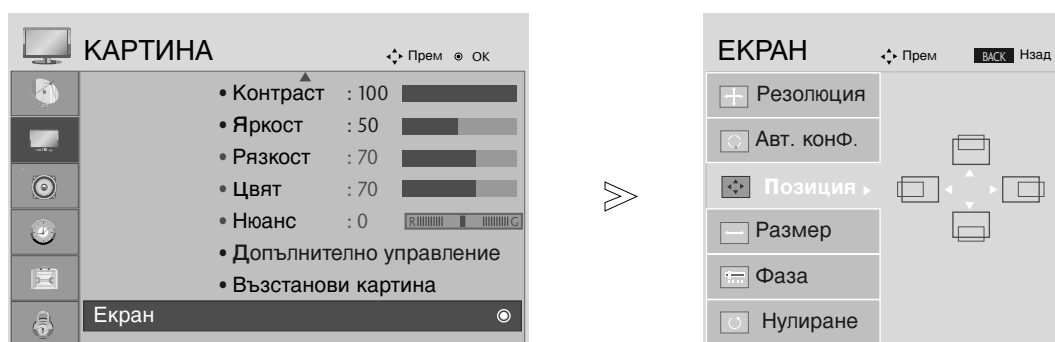 КАРТИНА
Прем OK
• Контраст : 100
• Яркост : 50
• Рязкост : 70
• Цвят : 70
• Нюанс : 0 R G
• Допълнително управление
• Възстанови картина
Екран
ЕКРАН
Прем BACK Нзад
Резолюция
Авт. конФ.
Позиция
Размер
Фаза
Нулиране